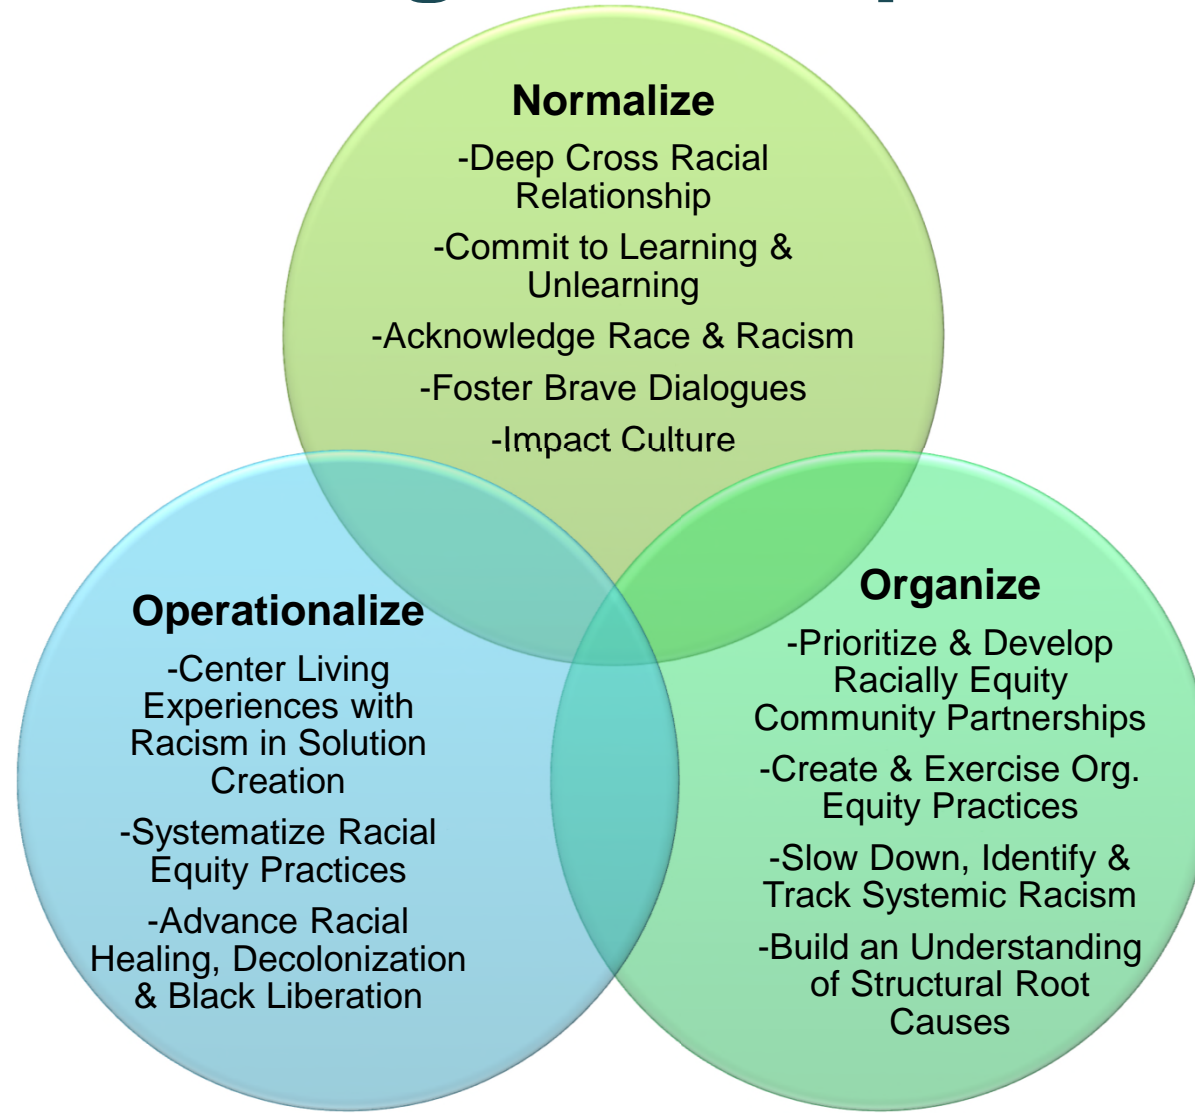 Normalize
-Deep Cross Racial
Relationship
-Commit to Learning &
Unlearning
-Acknowledge Race & Racism
-Foster Brave Dialogues
-Impact Culture
Operationalize
-Center Living
Experiences with
Racism in Solution
Creation
-Systematize Racial
Equity Practices
-Advance Racial
Healing, Decolonization
& Black Liberation
Organize
-Prioritize & Develop
Racially Equity
Community Partnerships
-Create & Exercise Org.
Equity Practices
-Slow Down, Identify &
Track Systemic Racism
-Build an Understanding
of Structural Root
Causes